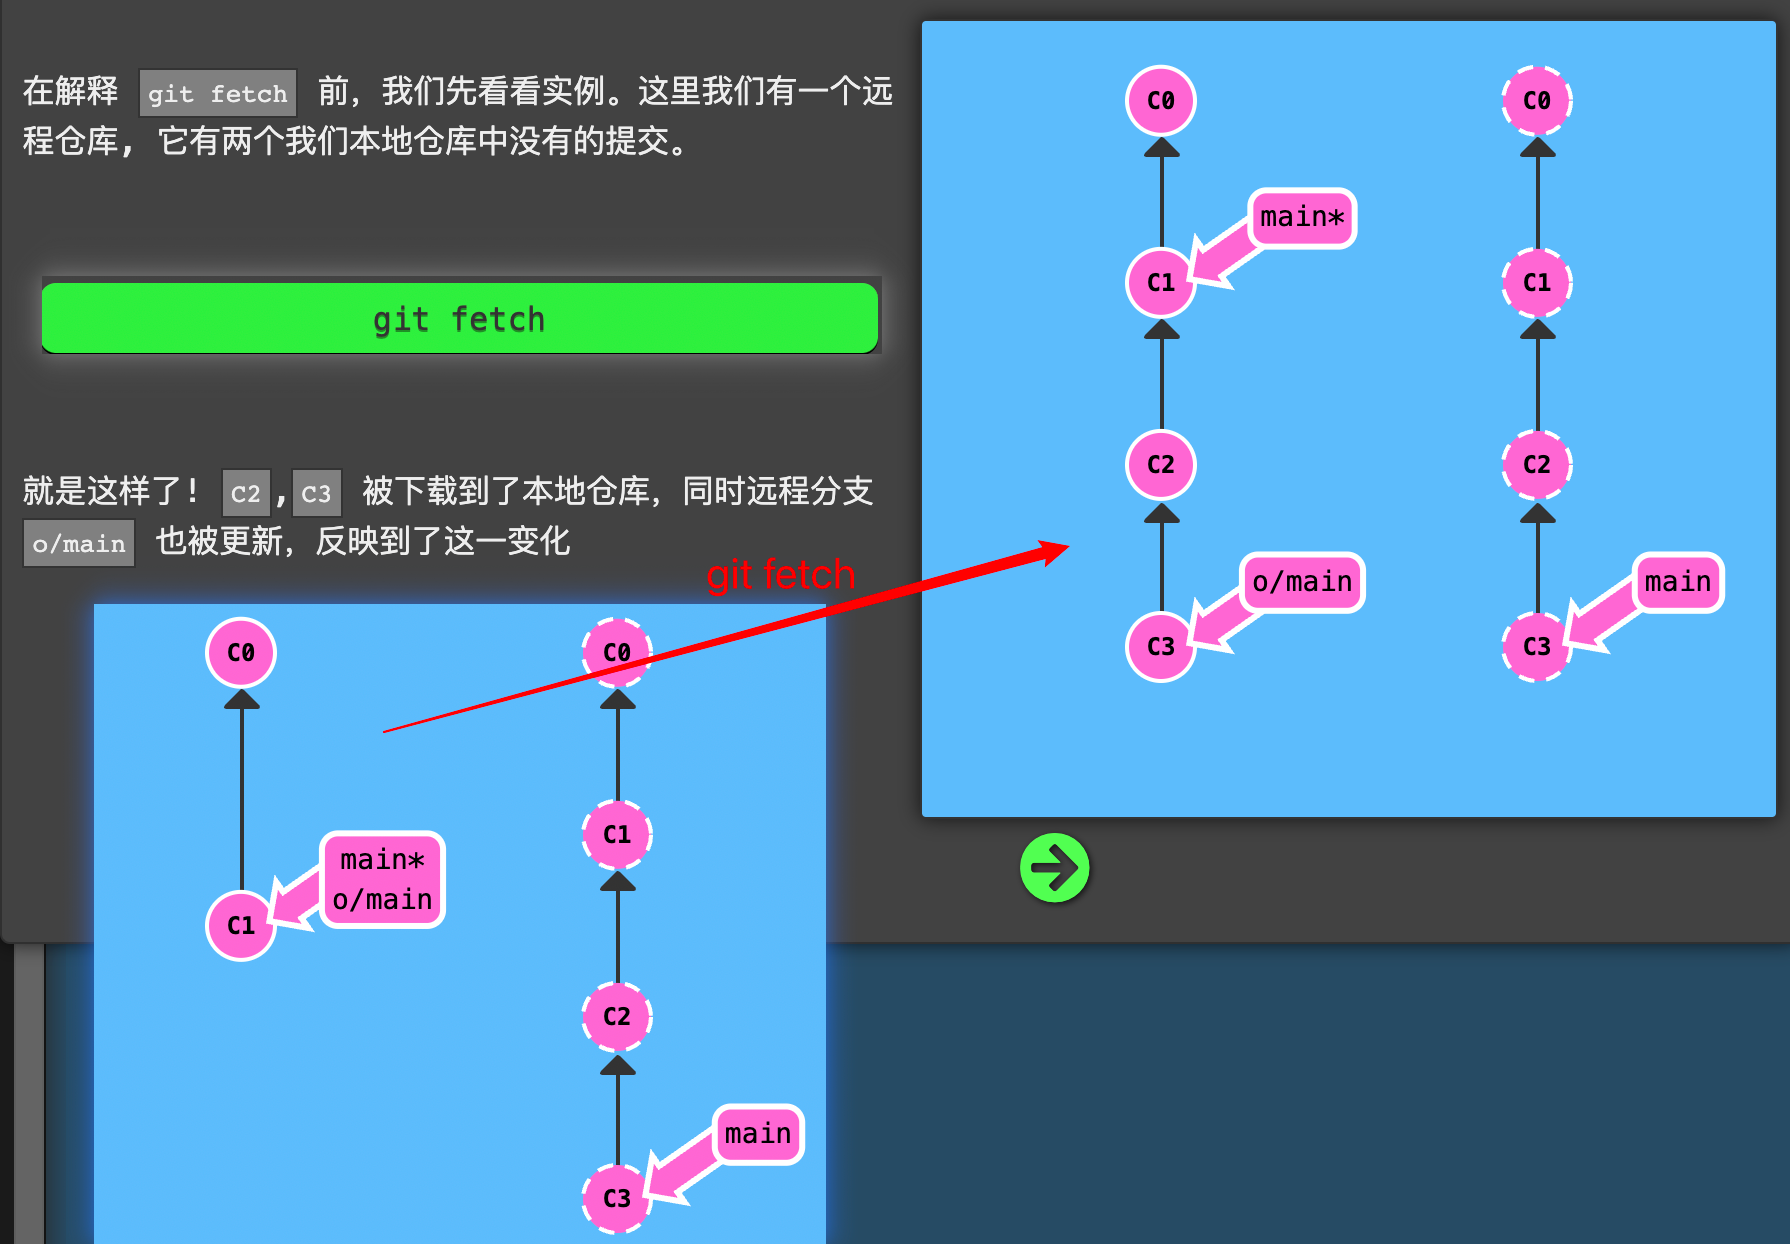 在解释 git fetch 前，我们先看看实例。这里我们有一个远
程仓库, 它有两个我们本地仓库中没有的提交。
git fetch
就是这样了! C2,C3 被下载到了本地仓库，同时远程分支
o/main 也被更新，反映到了这一变化
git fetch
C0
C0
C1
main*
o/main
C1
C2
main
C3
C0
C0
main*
C1
C1
C2
C2
o/main
main
C3
C3